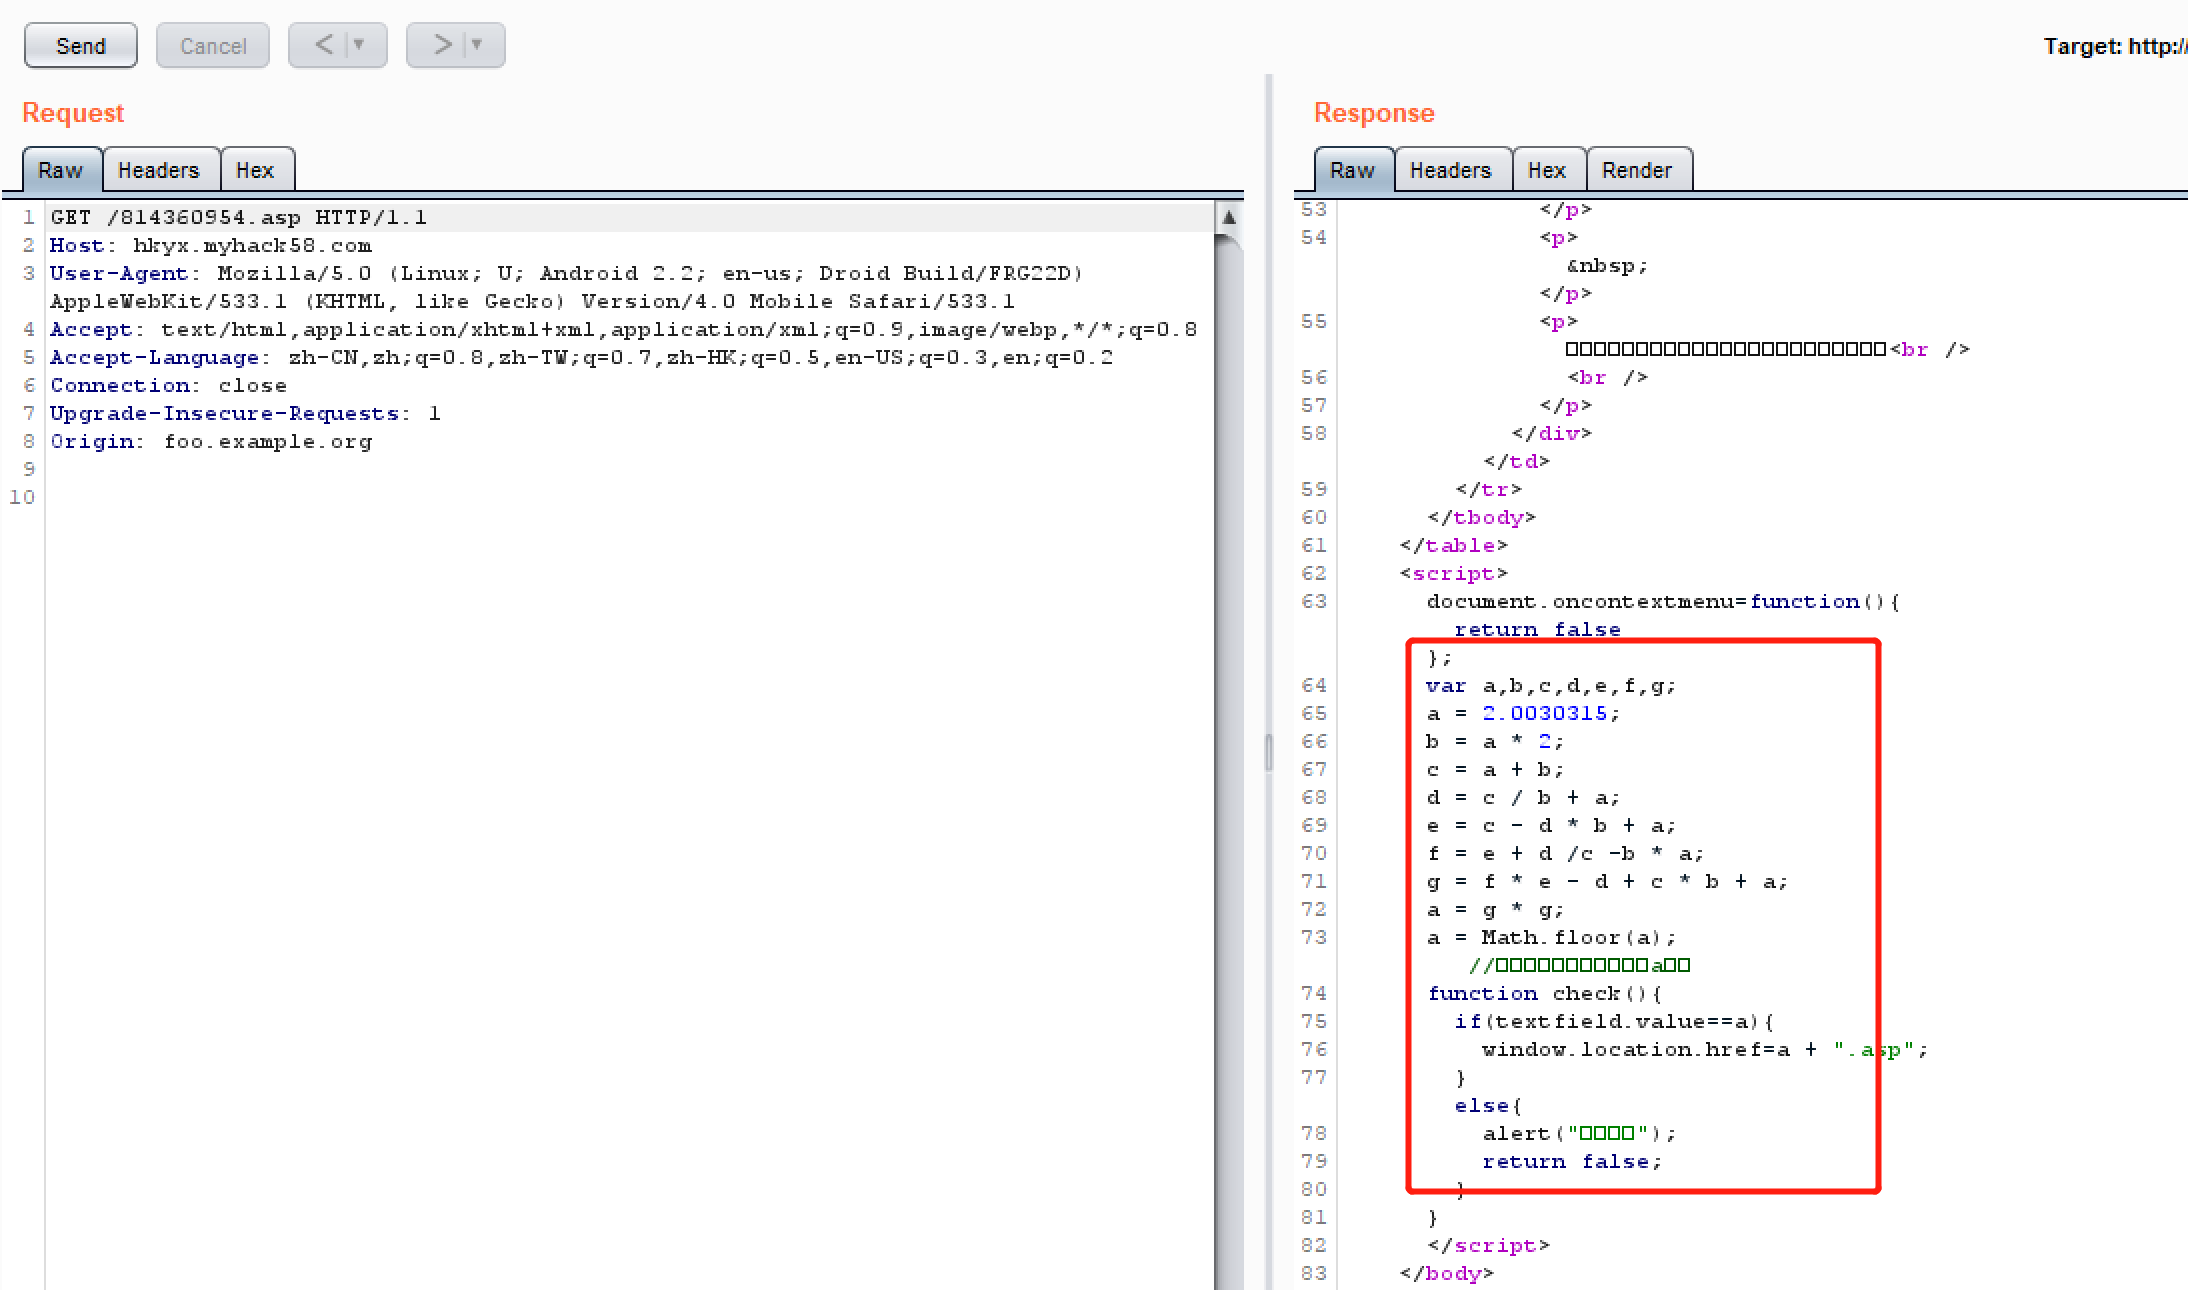 Send Cancel < ▼ > ▼ Target: http://
Request
Raw Headers Hex
1 GET /814360954.asp HTTP/1.1
2 Host: hkyx.myhack58.com
3 User-Agent: Mozilla/5.0 (Linux; U; Android 2.2; en-us; Droid Build/FRG22D)
AppleWebKit/533.1 (KHTML, like Gecko) Version/4.0 Mobile Safari/533.1
4 Accept: text/html,application/xhtml+xml,application/xml;q=0.9,image/webp,*/*;q=0.8
5 Accept-Language: zh-CN,zh;q=0.8,zh-TW;q=0.7,zh-HK;q=0.5,en-US;q=0.3,en;q=0.2
6 Connection: close
7 Upgrade-Insecure-Requests: 1
8 Origin: foo.example.org
9
10
Response
Raw Headers Hex Render
53 </p>
54 <p>
&nbsp;
</p>
55 <p>
□□□□□□□□□□□□□□□□□□□□□□□<br />
56 <br />
57 </p>
58 </div>
</td>
59 </tr>
60 </tbody>
61 </table>
62 <script>
63 document.oncontextmenu=function(){
return false
};
64 var a,b,c,d,e,f,g;
65 a = 2.0030315;
66 b = a * 2;
67 c = a + b;
68 d = c / b + a;
69 e = c - d * b + a;
70 f = e + d /c -b * a;
71 g = f * e - d + c * b + a;
72 a = g * g;
73 a = Math.floor(a);
//□□□□□□□□□□□a□□
74 function check(){
75 if(textfield.value==a){
76 window.location.href=a + ".asp";
77 }
else{
78 alert("□□□□");
79 return false;
80 }
81 }
82 </script>
83 </body>